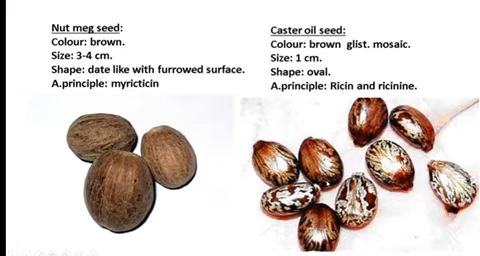 Nut meg seed:
Colour: brown.
Size: 3-4 cm.
Shape: date like with furrowed surface.
A.principle: myricticin
Caster oil seed:
Colour: brown  glist. mosaic.
Size: 1 cm.
Shape: oval.
A.principle: Ricin and ricinine.